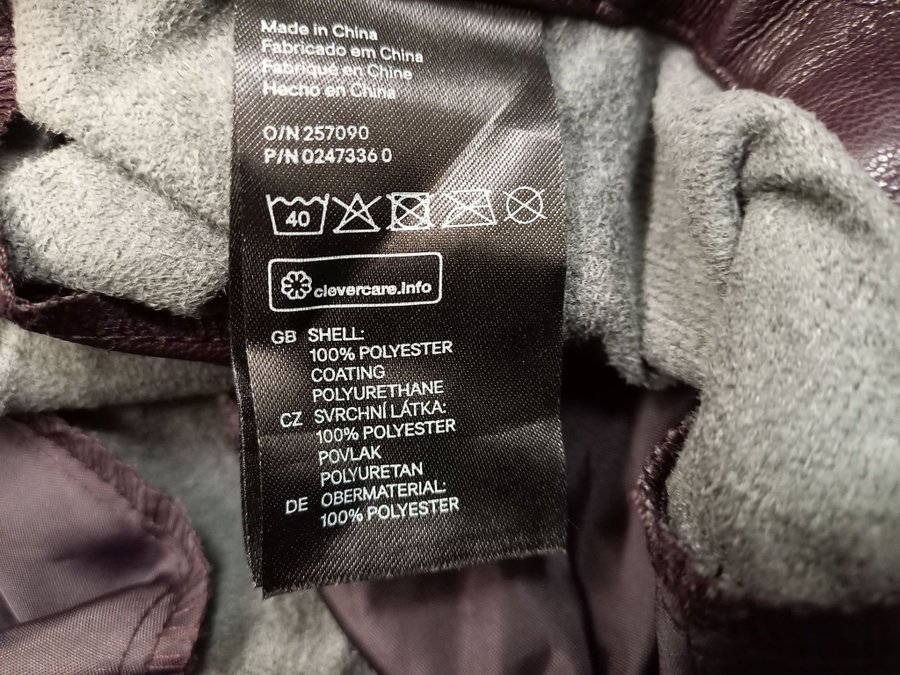 Made in China
Fabricado em China
Fabriqué en Chine
Hecho en China
O/N 257090
P/N 0247336 0
40
clevercare.info
GB SHELL:
100% POLYESTER
COATING
POLYURETHANE
CZ SVRCHNÍ LÁTKA:
100% POLYESTER
POVLAK
POLYURETAN
DE OBERMATERIAL:
100% POLYESTER